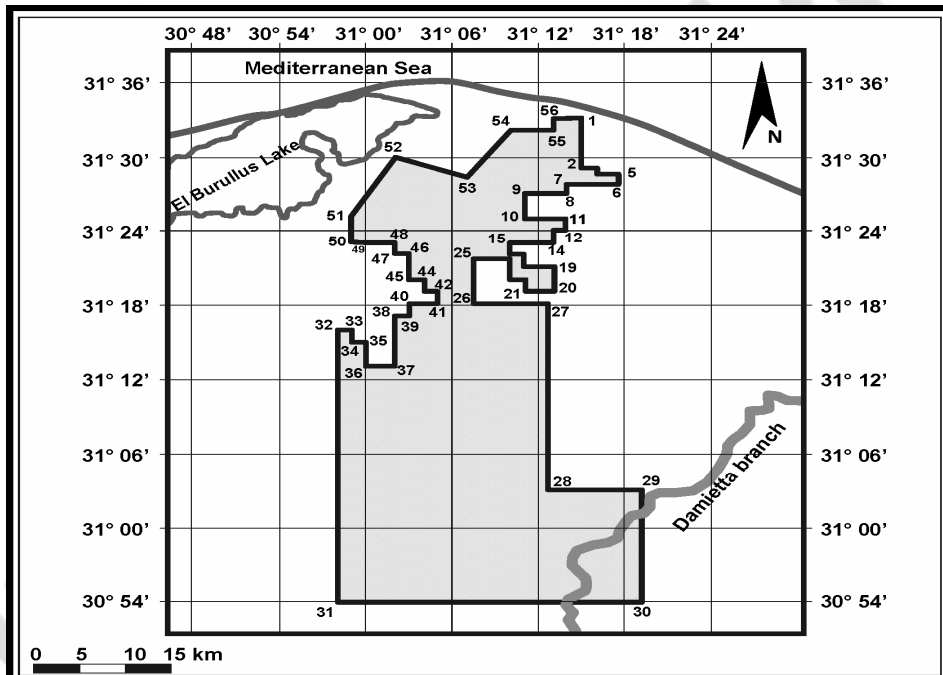 30° 48’ 30° 54’ 31° 00’ 31° 06’ 31° 12’ 31° 18’ 31° 24’
Mediterranean Sea
31° 36’ 31° 36’
54 56 1
55
31° 30’ El Burullus Lake 52 53 2 5 31° 30’
7 6
9 8
51 10 11
31° 24’ 50 49 48 15 12 31° 24’
47 46 25 14
45 44 19
42 21 20
31° 18’ 40 41 26 27 31° 18’
32 33 38 39
34 35
36 37
31° 12’ 31° 12’
31° 06’ 31° 06’
Damietta branch
28 29
31° 00’ 31° 00’
30° 54’ 31 30 30° 54’
N
0 5 10 15 km